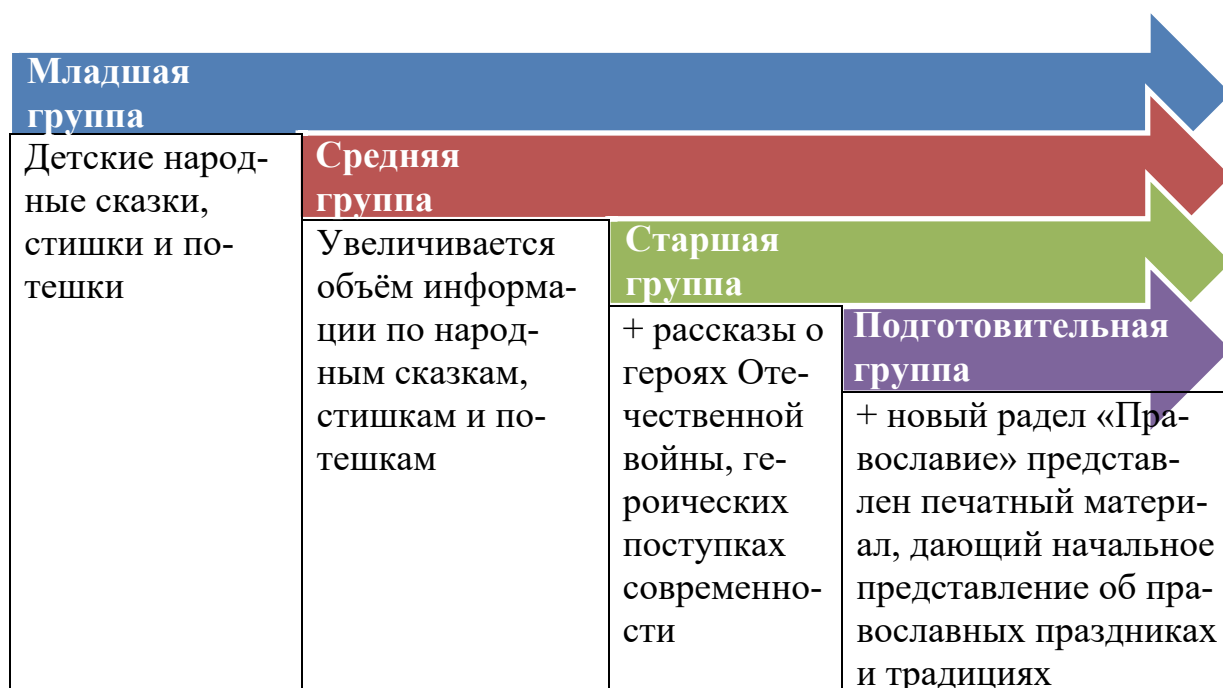 Младшая
группа
Детские народ-
ные сказки,
стишки и по-
тешки
Средняя
группа
Увеличивается
объём информа-
ции по народ-
ным сказкам,
стишкам и по-
тешкам
Старшая
группа
+ рассказы о
героях Оте-
чественной
войны, ге-
роических
поступках
современно-
сти
Подготовительная
группа
+ новый радел «Пра-
вославие» представ-
лен печатный матери-
ал, дающий начальное
представление об пра-
вославных праздниках
и традициях